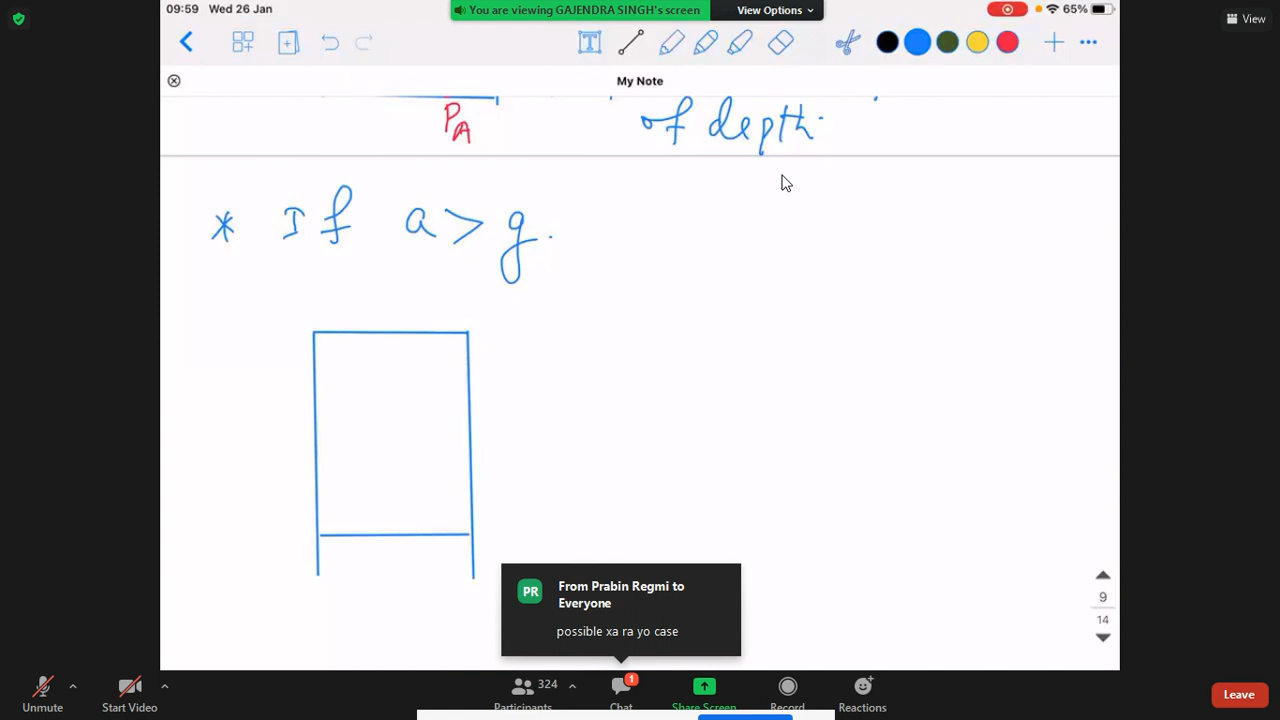 09:59 Wed 26 Jan
You are viewing GAJENDRA SINGH's screen
View Options
65%
View
My Note
PA
of depth.
* If a > g.
9
14
PR
From Prabin Regmi to
Everyone
possible xa ra yo case
Unmute
Start Video
324
Participants
1
Chat
Share Screen
Record
Reactions
Leave